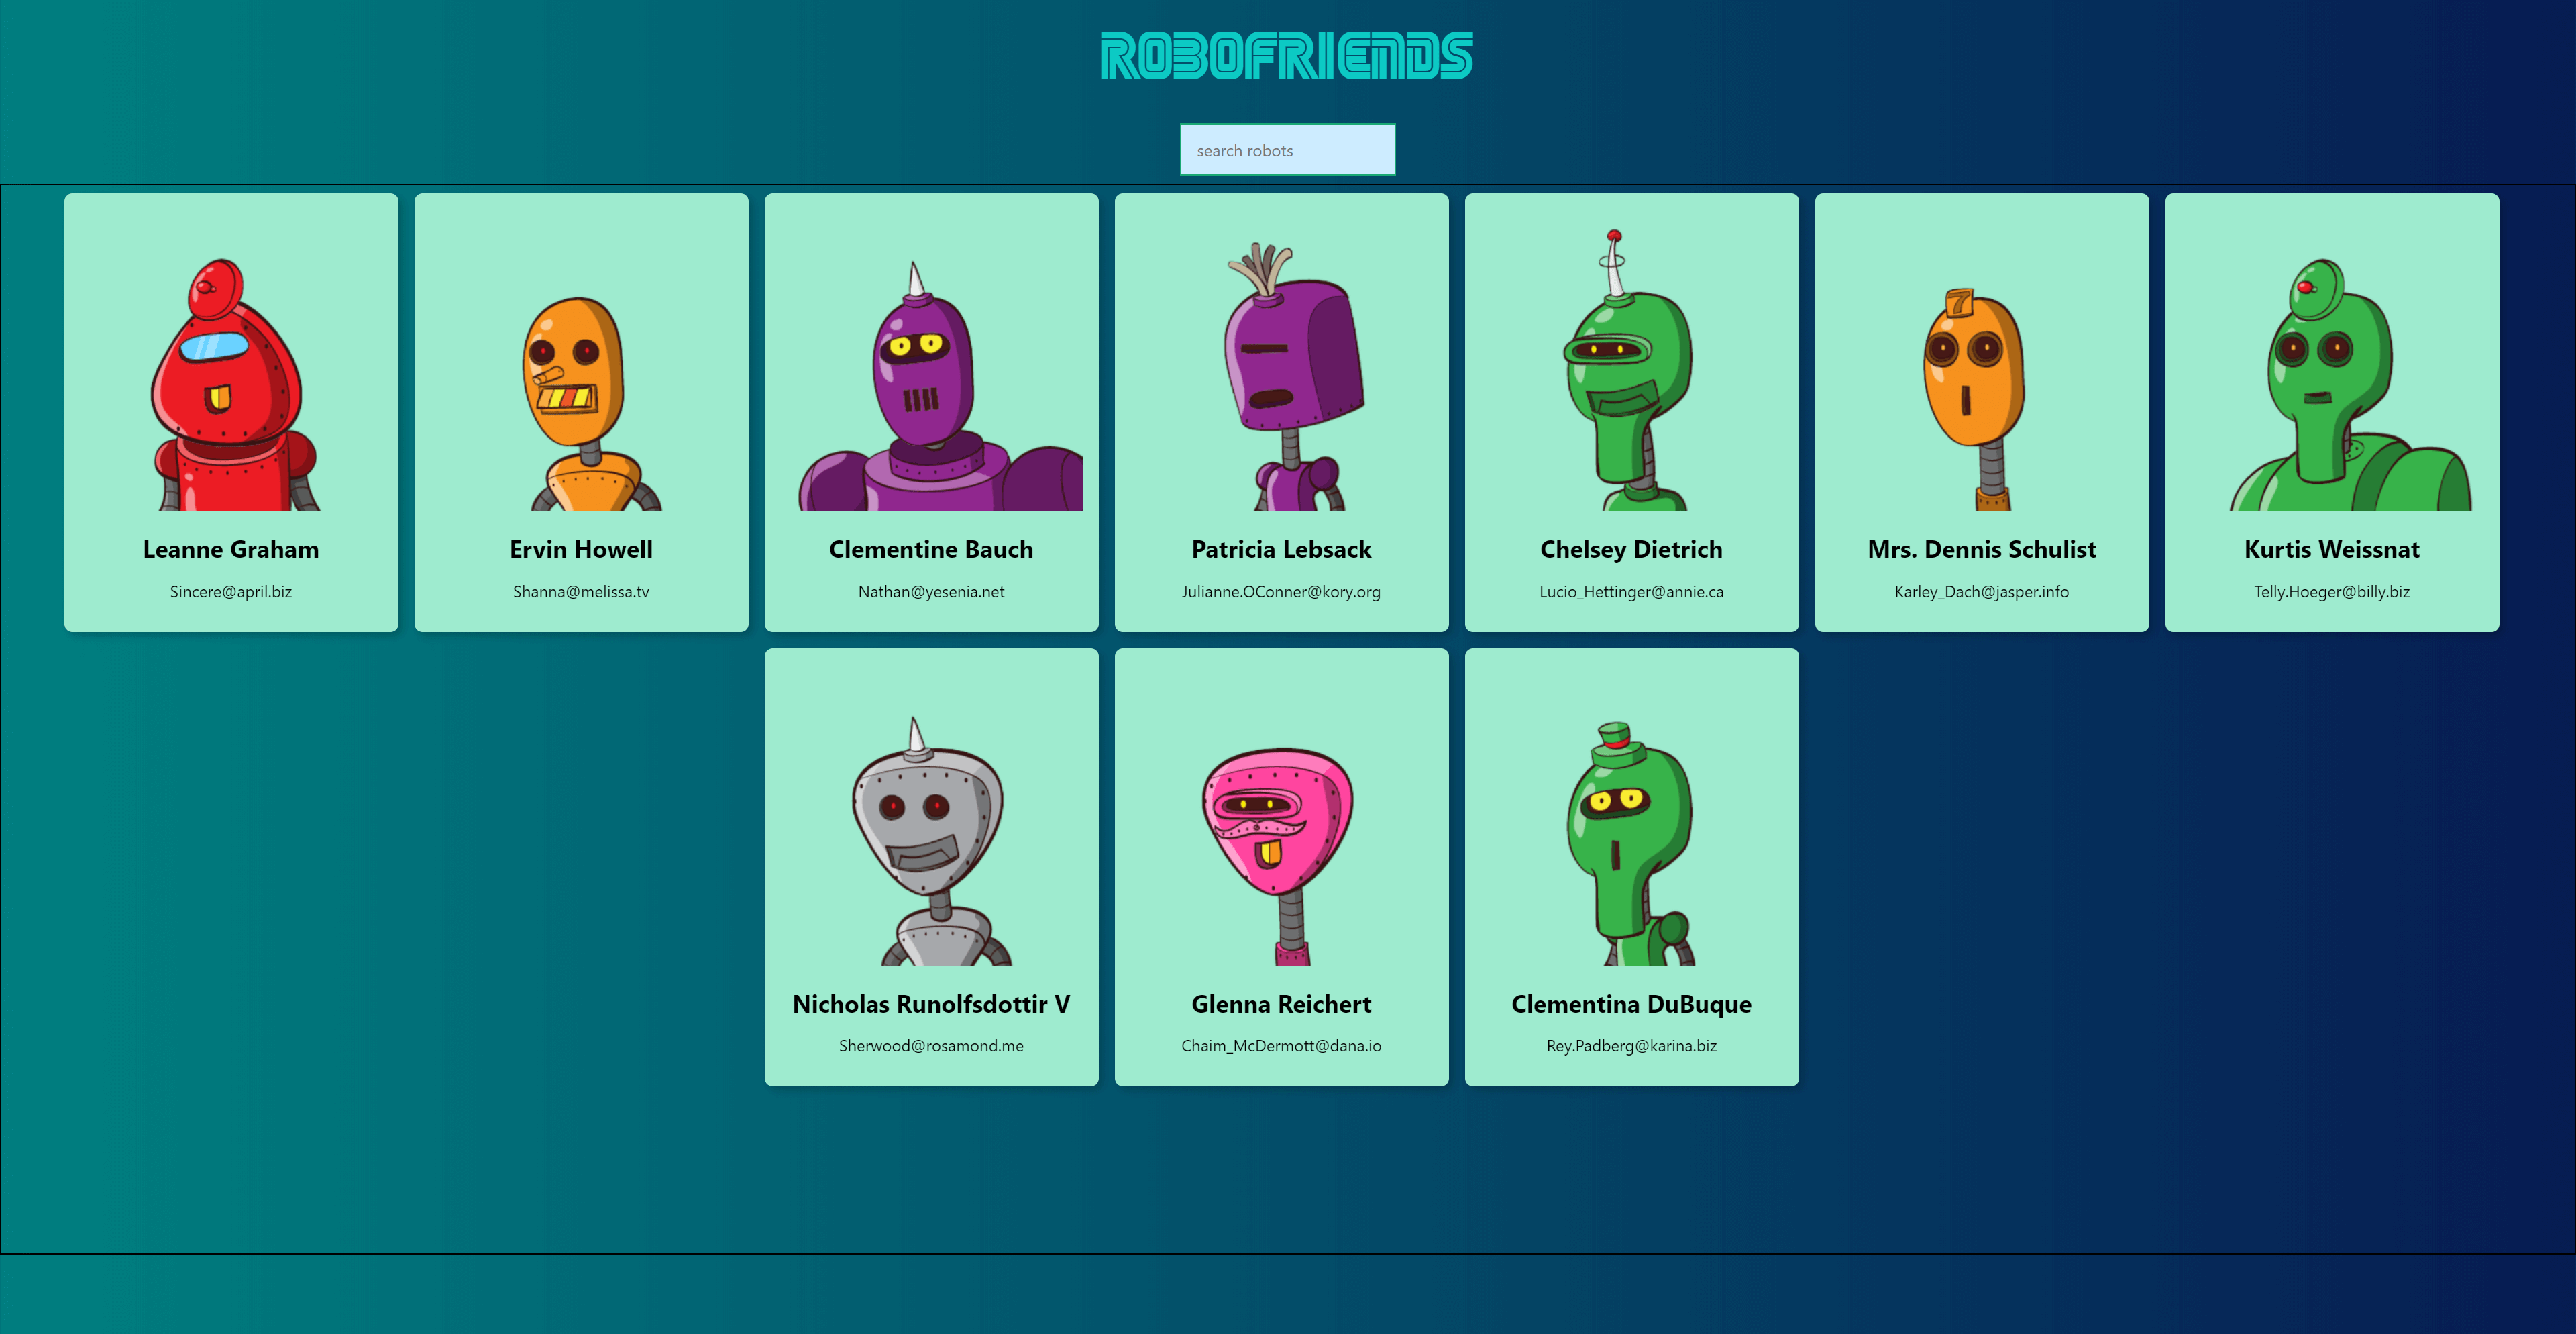 ROBOFRIENDS
search robots
7
Leanne Graham
Sincere@april.biz
Ervin Howell
Shanna@melissa.tv
Clementine Bauch
Nathan@yesenia.net
Patricia Lebsack
Julianne.OConner@kory.org
Chelsey Dietrich
Lucio_Hettinger@annie.ca
Mrs. Dennis Schulist
Karley_Dach@jasper.info
Kurtis Weissnat
Telly.Hoeger@billy.biz
Nicholas Runolfsdottir V
Sherwood@rosamond.me
Glenna Reichert
Chaim_McDermott@dana.io
Clementina DuBuque
Rey.Padberg@karina.biz